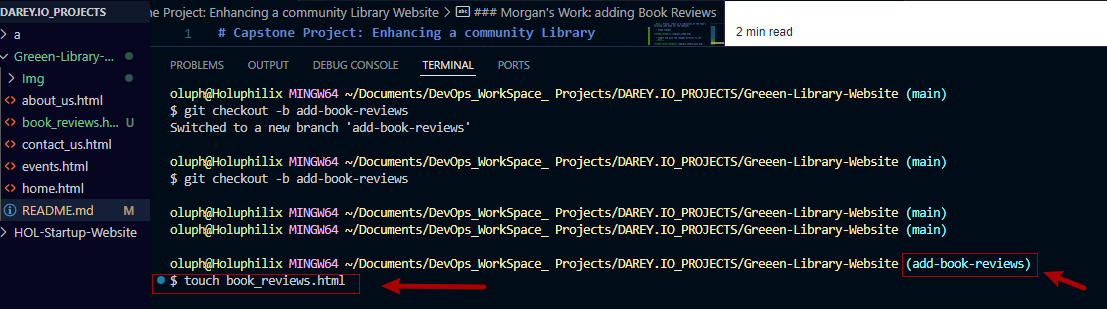 DAREY.IO_PROJECTS
a
Greeen-Library-...
Img
about_us.html
book_reviews.h... U
contact_us.html
events.html
home.html
README.md M
HOL-Startup-Website
ne Project: Enhancing a community Library Website > ### Morgan's Work: adding Book Reviews
1 # Capstone Project: Enhancing a community Library
2 min read
PROBLEMS OUTPUT DEBUG CONSOLE TERMINAL PORTS
oluph@Holuphilix MINGW64 ~/Documents/DevOps_WorkSpace_ Projects/DAREY.IO_PROJECTS/Greeen-Library-Website (main)
$ git checkout -b add-book-reviews
Switched to a new branch 'add-book-reviews'
oluph@Holuphilix MINGW64 ~/Documents/DevOps_WorkSpace_ Projects/DAREY.IO_PROJECTS/Greeen-Library-Website (main)
$ git checkout -b add-book-reviews
oluph@Holuphilix MINGW64 ~/Documents/DevOps_WorkSpace_ Projects/DAREY.IO_PROJECTS/Greeen-Library-Website (main)
oluph@Holuphilix MINGW64 ~/Documents/DevOps_WorkSpace_ Projects/DAREY.IO_PROJECTS/Greeen-Library-Website (main)
oluph@Holuphilix MINGW64 ~/Documents/DevOps_WorkSpace_ Projects/DAREY.IO_PROJECTS/Greeen-Library-Website (add-book-reviews)
$ touch book_reviews.html